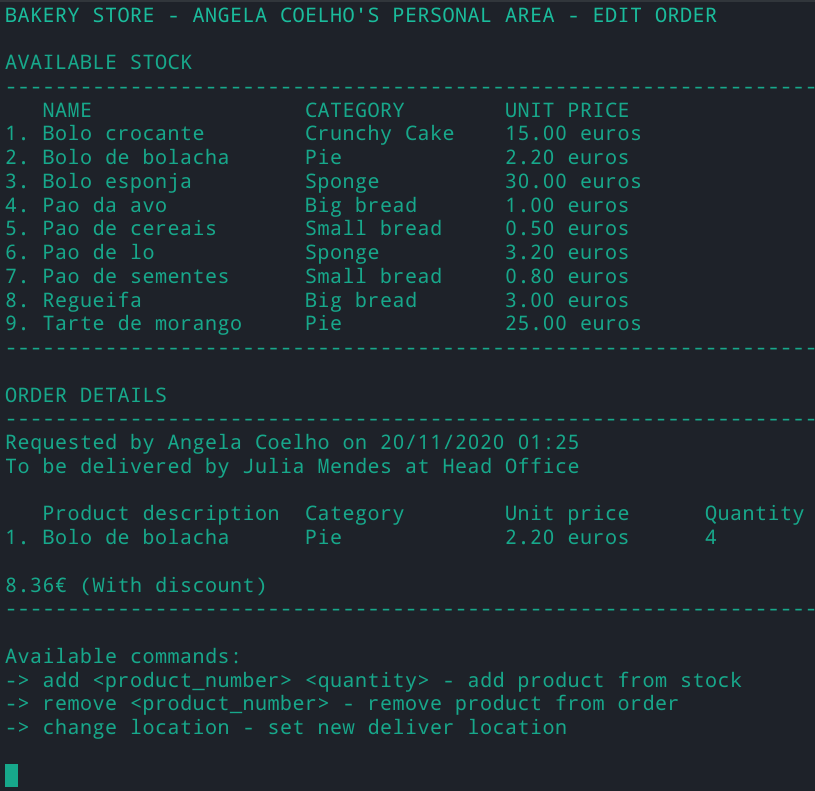 BAKERY STORE - ANGELA COELHO'S PERSONAL AREA - EDIT ORDER
AVAILABLE STOCK
-----------------------------------------------------------------
NAME CATEGORY UNIT PRICE
1. Bolo crocante Crunchy Cake 15.00 euros
2. Bolo de bolacha Pie 2.20 euros
3. Bolo esponja Sponge 30.00 euros
4. Pao da avo Big bread 1.00 euros
5. Pao de cereais Small bread 0.50 euros
6. Pao de lo Sponge 3.20 euros
7. Pao de sementes Small bread 0.80 euros
8. Regueifa Big bread 3.00 euros
9. Tarte de morango Pie 25.00 euros
-----------------------------------------------------------------
ORDER DETAILS
-----------------------------------------------------------------
Requested by Angela Coelho on 20/11/2020 01:25
To be delivered by Julia Mendes at Head Office
Product description Category Unit price Quantity
1. Bolo de bolacha Pie 2.20 euros 4
8.36€ (With discount)
-----------------------------------------------------------------
Available commands:
-> add <product_number> <quantity> - add product from stock
-> remove <product_number> - remove product from order
-> change location - set new deliver location